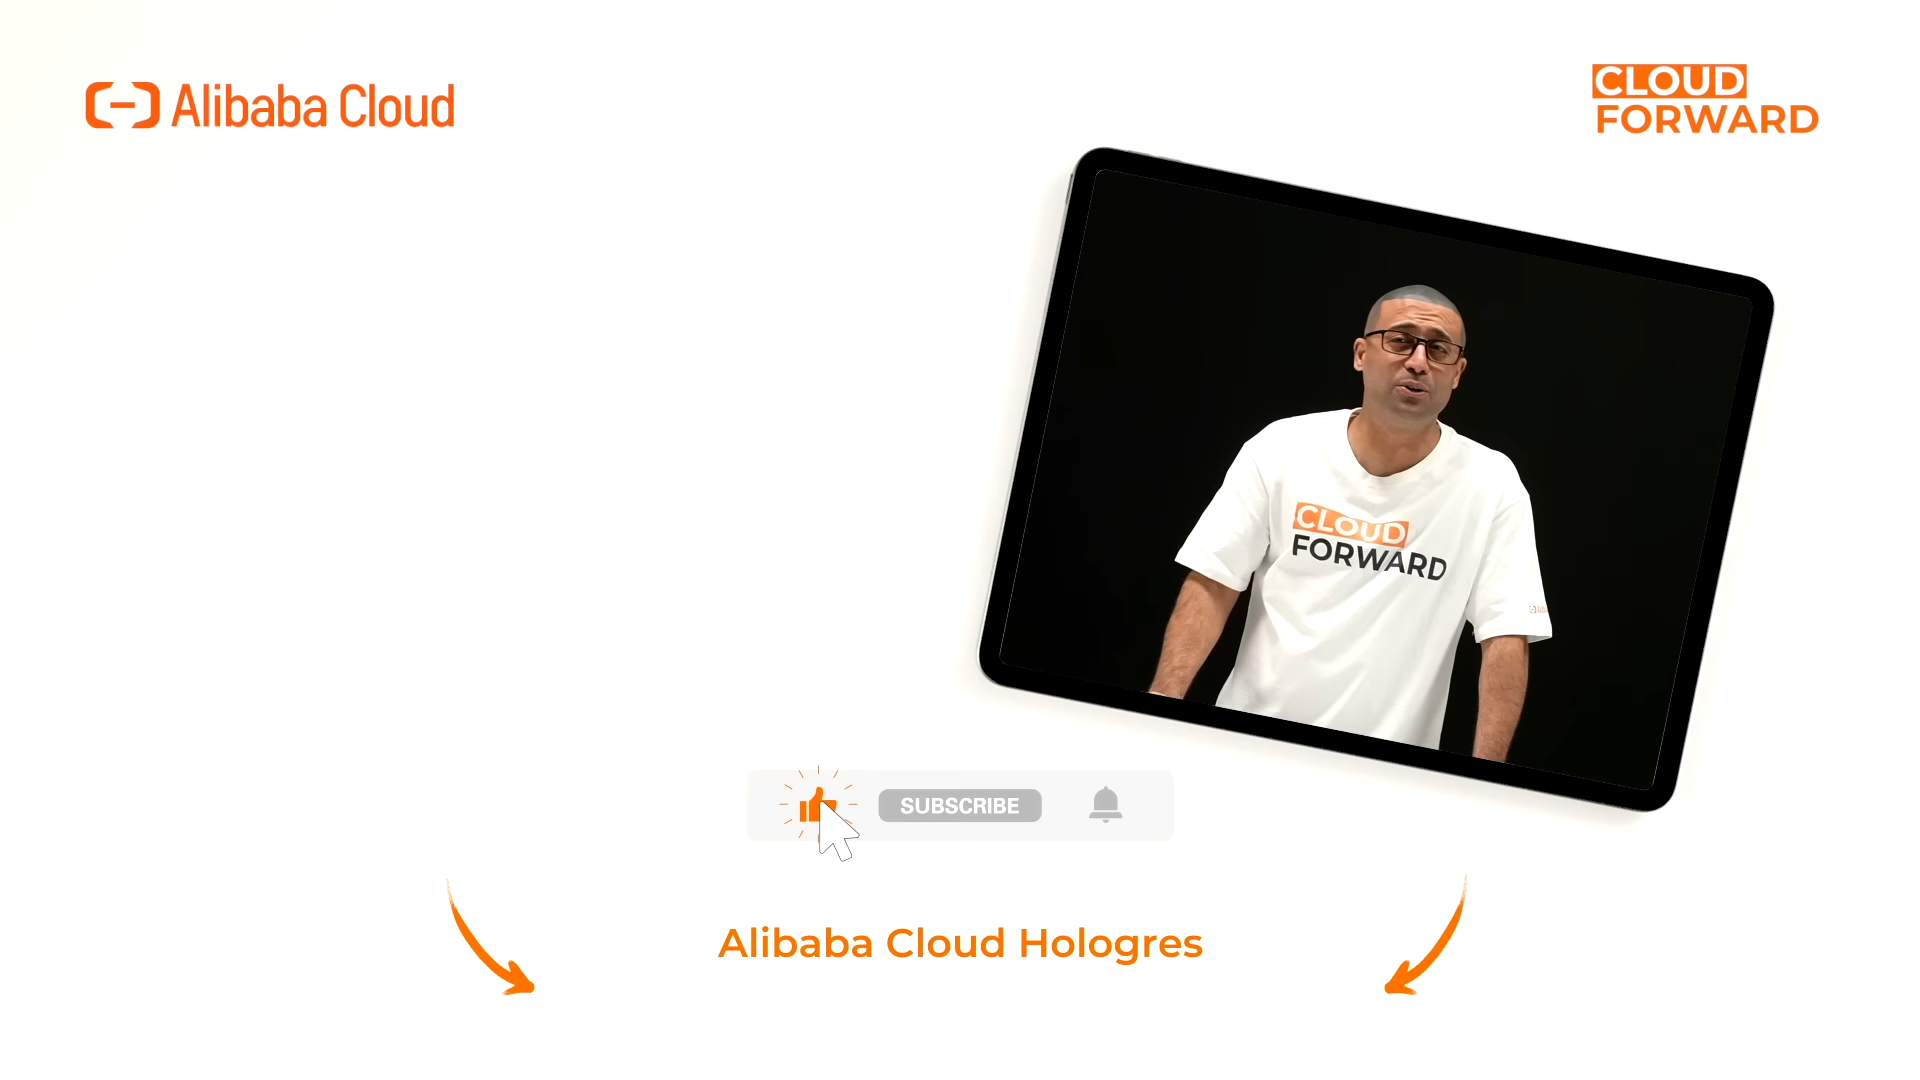 Alibaba Cloud
CLOUD
FORWARD
CLOUD
FORWARD
SUBSCRIBE
Alibaba Cloud Hologres